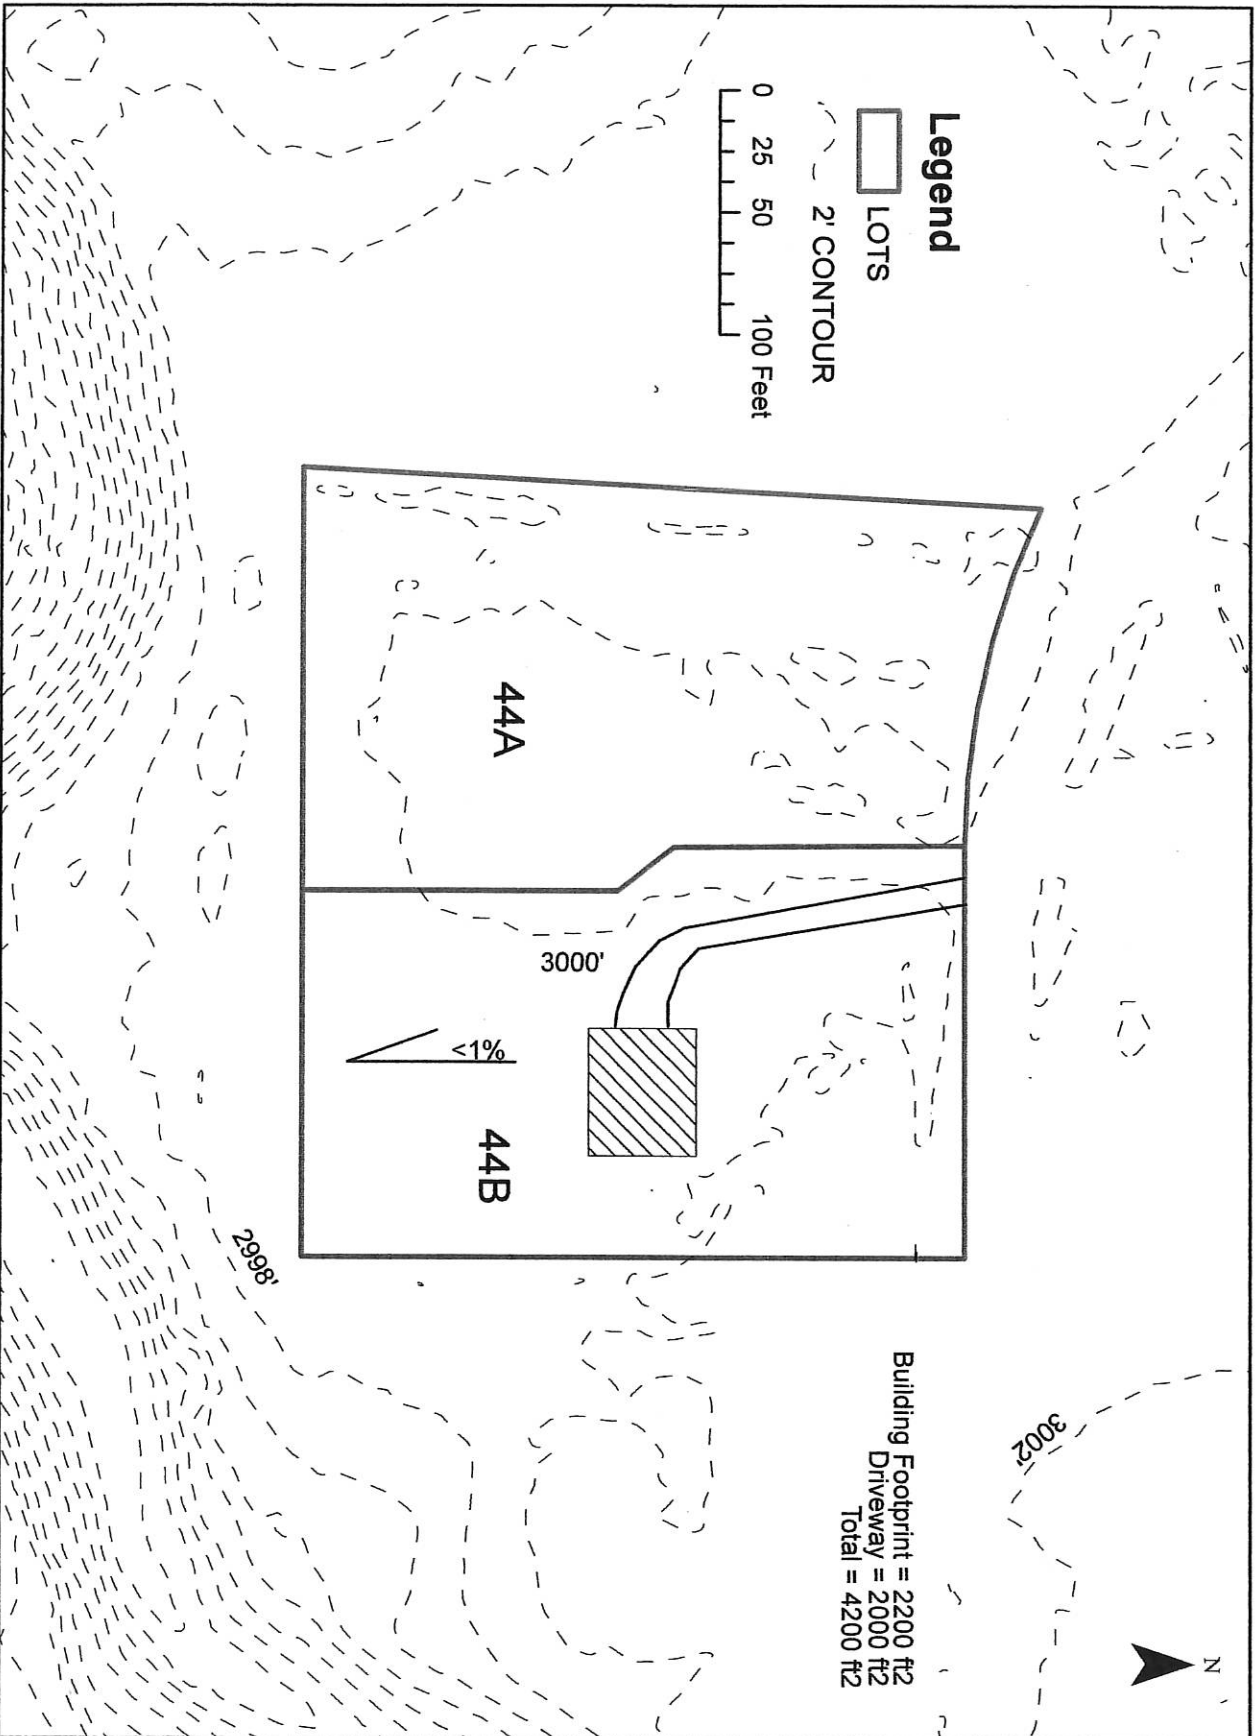 Legend
LOTS
2' CONTOUR
0 25 50 100 Feet
44A
3000'
<1%
44B
2998'
3002'
Building Footprint = 2200 ft2
Driveway = 2000 ft2
Total = 4200 ft2
N